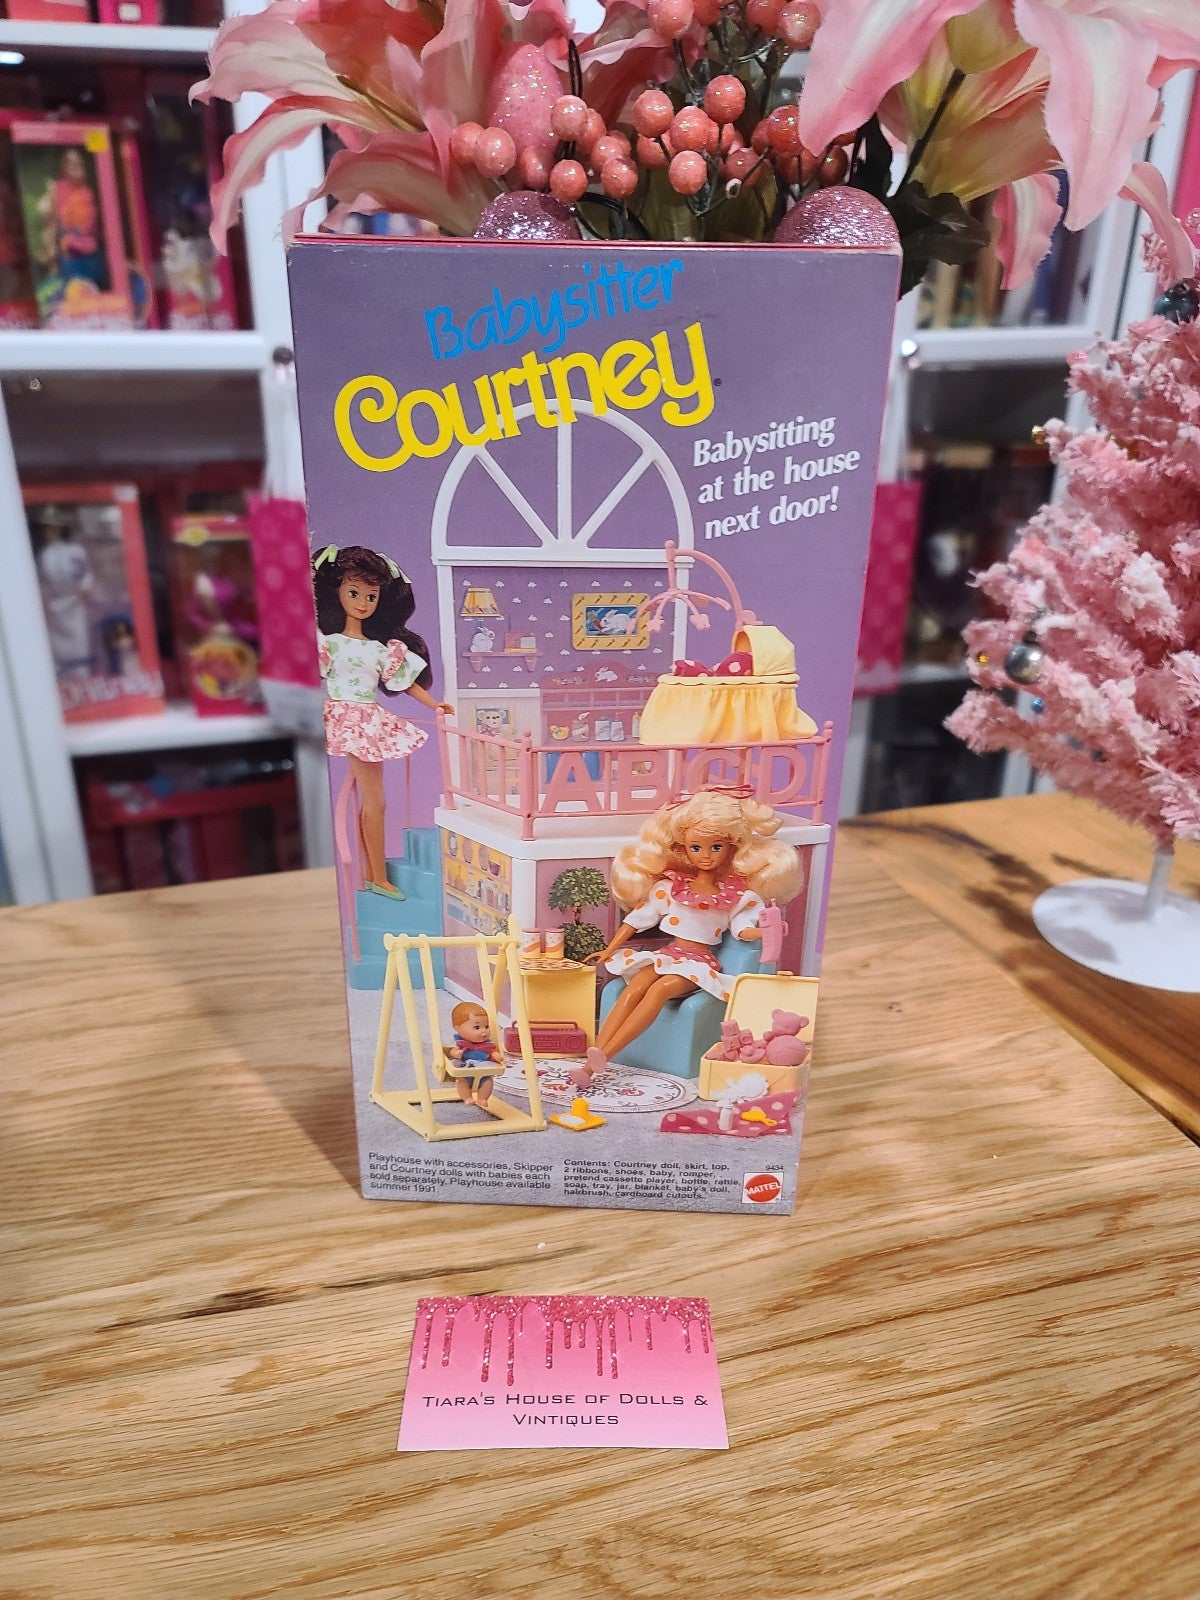 Babysitter
Courtney®
Babysitting
at the house
next door!
ABCD
Playhouse with accessories, Skipper
and Courtney dolls with babies each
sold separately. Playhouse available
summer 1991.
Contents: Courtney doll, skirt, top,
2 ribbons, shoes, baby, romper,
pretend cassette player, bottle, rattle,
soap, tray, jar, blanket, baby's doll,
hairbrush, cardboard cutouts.
9434
MATTEL
TIARA'S HOUSE OF DOLLS &
VINTIQUES